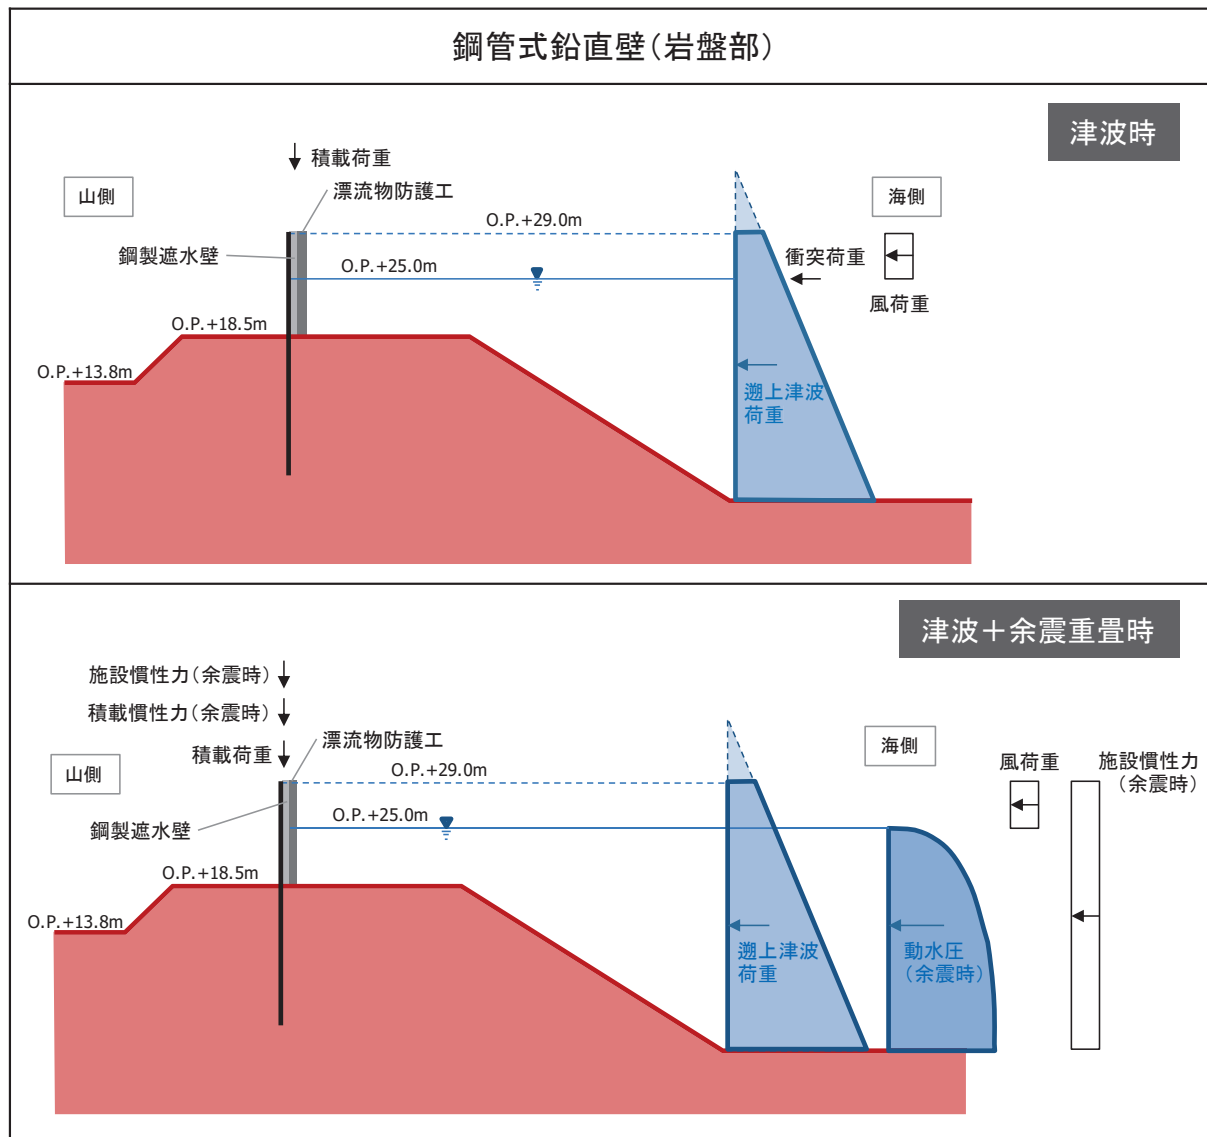 鋼管式鉛直壁(岩盤部)
津波時
積載荷重
山側
漂流物防護工
海側
O.P.+29.0m
鋼製遮水壁
O.P.+25.0m
衝突荷重
風荷重
O.P.+18.5m
O.P.+13.8m
遡上津波
荷重
津波+余震重畳時
施設慣性力(余震時)
積載慣性力(余震時)
積載荷重
漂流物防護工
海側
山側
O.P.+29.0m
風荷重
施設慣性力
(余震時)
鋼製遮水壁
O.P.+25.0m
O.P.+18.5m
O.P.+13.8m
遡上津波
荷重
動水圧
(余震時)